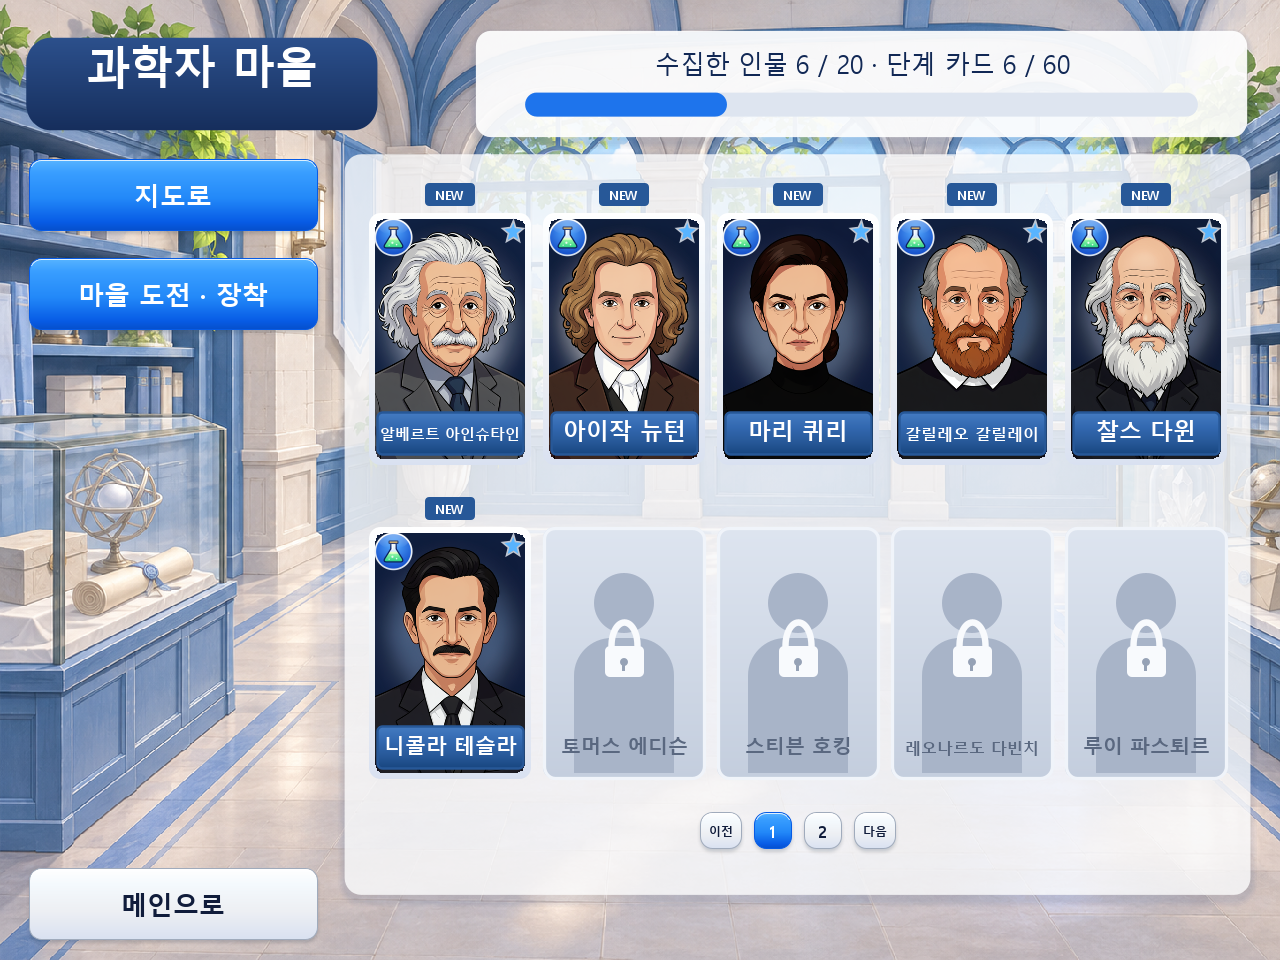 과학자 마을
수집한 인물 6 / 20 · 단계 카드 6 / 60
지도로
마을 도전 · 장착
NEW
NEW
NEW
NEW
NEW
알베르트 아인슈타인
아이작 뉴턴
마리 퀴리
갈릴레오 갈릴레이
찰스 다윈
NEW
니콜라 테슬라
토머스 에디슨
스티븐 호킹
레오나르도 다빈치
루이 파스퇴르
이전
1
2
다음
메인으로